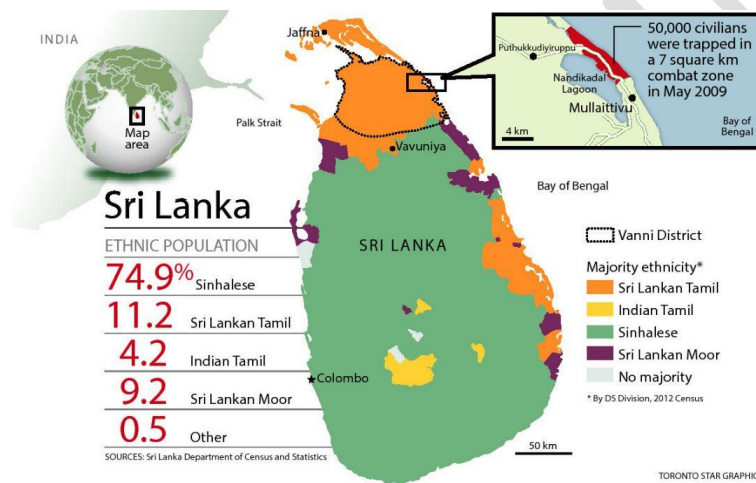 INDIA
Map
area
Jaffna
Palk Strait
Vavuniya
SRI LANKA
Colombo
Bay of Bengal
50 km
Puthukkudiyiruppu
Nandikadal
Lagoon
Mullaittivu
4 km
Bay of
Bengal
50,000 civilians
were trapped in
a 7 square km
combat zone
in May 2009
Sri Lanka
ETHNIC POPULATION
74.9% Sinhalese
11.2 Sri Lankan Tamil
4.2 Indian Tamil
9.2 Sri Lankan Moor
0.5 Other
SOURCES: Sri Lanka Department of Census and Statistics
Vanni District
Majority ethnicity*
Sri Lankan Tamil
Indian Tamil
Sinhalese
Sri Lankan Moor
No majority
* By DS Division, 2012 Census
TORONTO STAR GRAPHIC